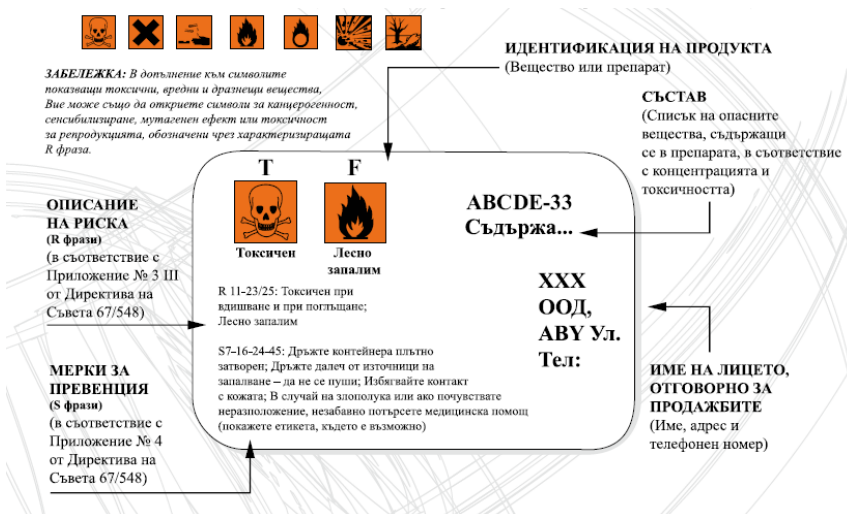 ЗАБЕЛЕЖКА: В допълнение към символите
показващи токсични, вредни и дразнещи вещества,
Вие може също да откриете символи за канцерогенност,
сенсибилизиране, мутагенен ефект или токсичност
за репродукцията, обозначени чрез характеризиращата
R фраза.
ИДЕНТИФИКАЦИЯ НА ПРОДУКТА
(Вещество или препарат)
СЪСТАВ
(Списък на опасните
вещества, съдържащи
се в препарата, в съответствие
с концентрацията и
токсичността)
ОПИСАНИЕ
НА РИСКА
(R фрази)
(в съответствие с
Приложение № 3 III
от Директива на
Съвета 67/548)
МЕРКИ ЗА
ПРЕВЕНЦИЯ
(S фрази)
(в съответствие с
Приложение № 4
от Директива на
Съвета 67/548)
T F
Токсичен Лесно
запалим
ABCDE-33
Съдържа...
R 11-23/25: Токсичен при
вдишване и при поглъщане;
Лесно запалим
S7-16-24-45: Дръжте контейнера плътно
затворен; Дръжте далеч от източници на
запалване – да не се пуши; Избягвайте контакт
с кожата; В случай на злополука или ако почувствате
неразположение, незабавно потърсете медицинска помощ
(покажете етикета, където е възможно)
XXX
ООД,
ABY Ул.
Тел:
ИМЕ НА ЛИЦЕТО,
ОТГОВОРНО ЗА
ПРОДАЖБИТЕ
(Име, адрес и
телефонен номер)